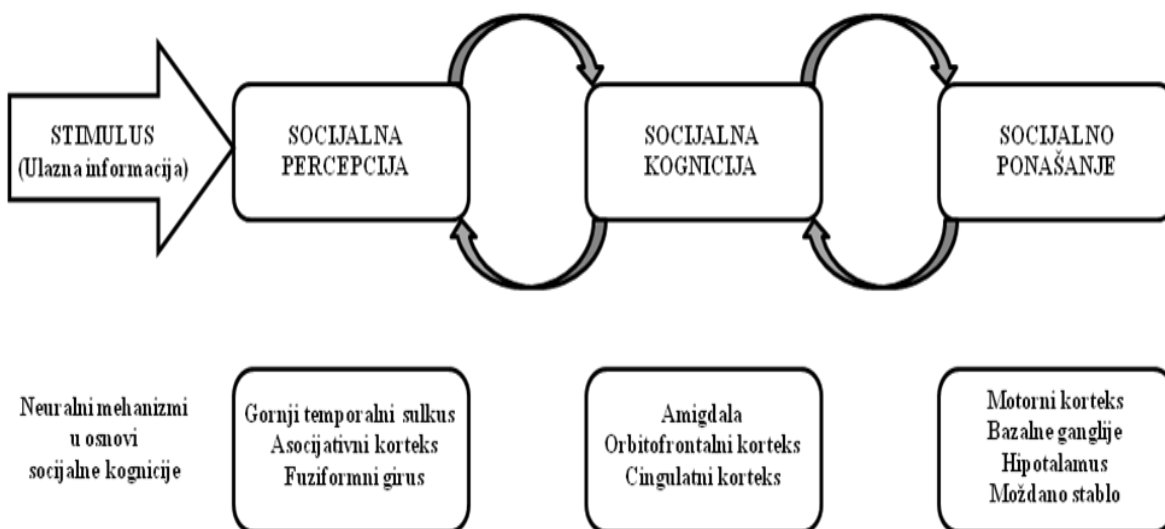 STIMULUS
(Ulazna informacija)
SOCIJALNA
PERCEPCIJA
SOCIJALNA
KOGNICIJA
SOCIJALNO
PONAŠANJE
Neuralni mehanizmi
u osnovi
socijalne kognicije
Gornji temporalni sulkus
Asocijativni korteks
Fuziformni girus
Amigdala
Orbitofrontalni korteks
Cingulatni korteks
Motorni korteks
Bazalne ganglije
Hipotalamus
Moždano stablo